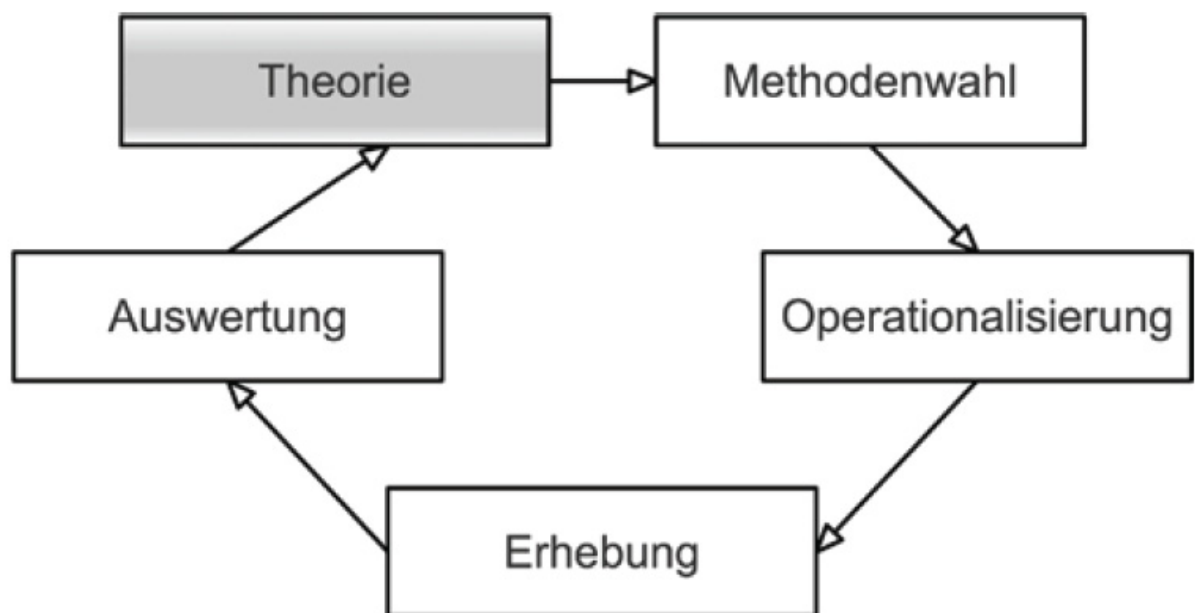 Theorie
Methodenwahl
Auswertung
Operationalisierung
Erhebung